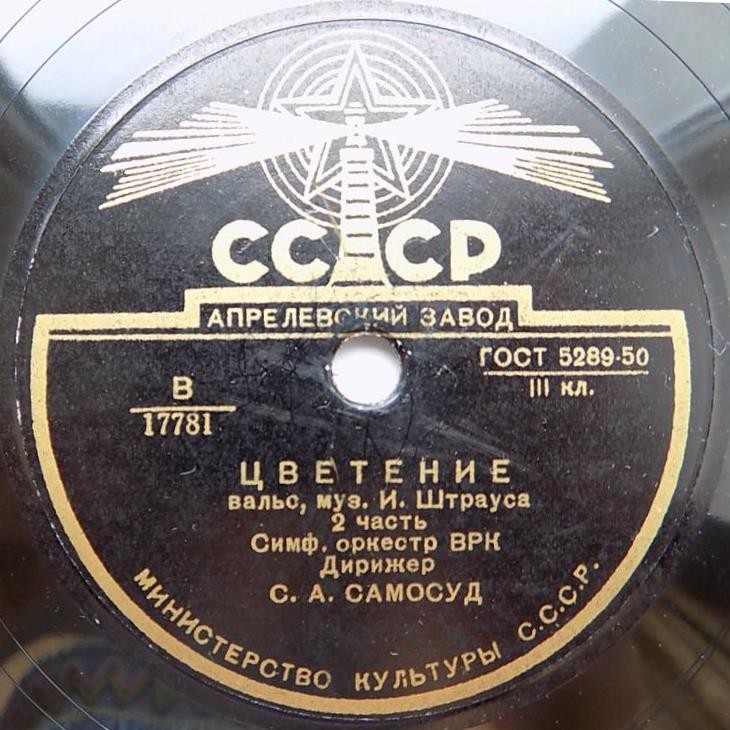 СССР
АПРЕЛЕВСКИЙ ЗАВОД
ГОСТ 5289-50
III кл.
В
17781
ЦВЕТЕНИЕ
вальс, муз. И. Штрауса
2 часть
Симф. оркестр ВРК
Дирижер
С. А. САМОСУД
МИНИСТЕРСТВО КУЛЬТУРЫ С.С.С.Р.